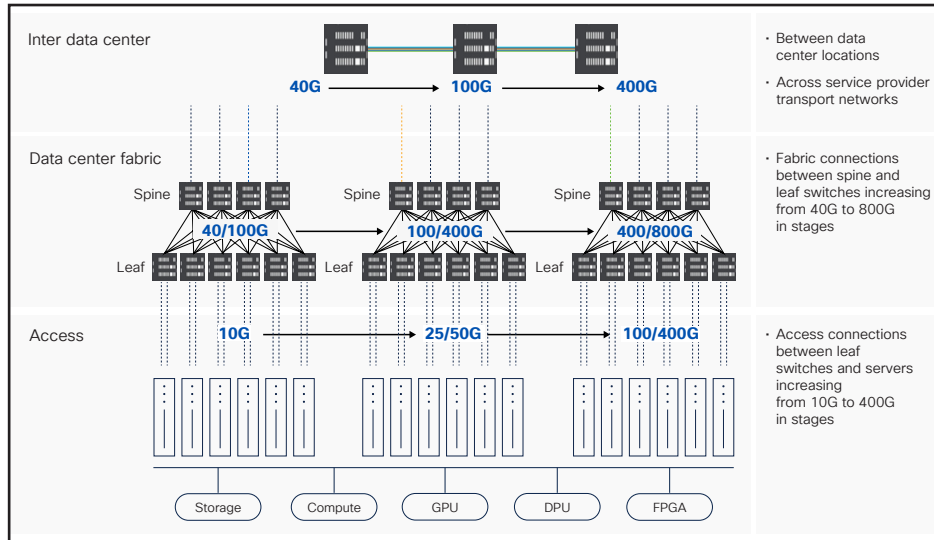 Inter data center
40G
100G
400G
· Between data
center locations
· Across service provider
transport networks
Data center fabric
Spine
Spine
Spine
40/100G
100/400G
400/800G
Leaf
Leaf
Leaf
· Fabric connections
between spine and
leaf switches increasing
from 40G to 800G
in stages
Access
10G
25/50G
100/400G
· Access connections
between leaf
switches and servers
increasing
from 10G to 400G
in stages
Storage
Compute
GPU
DPU
FPGA